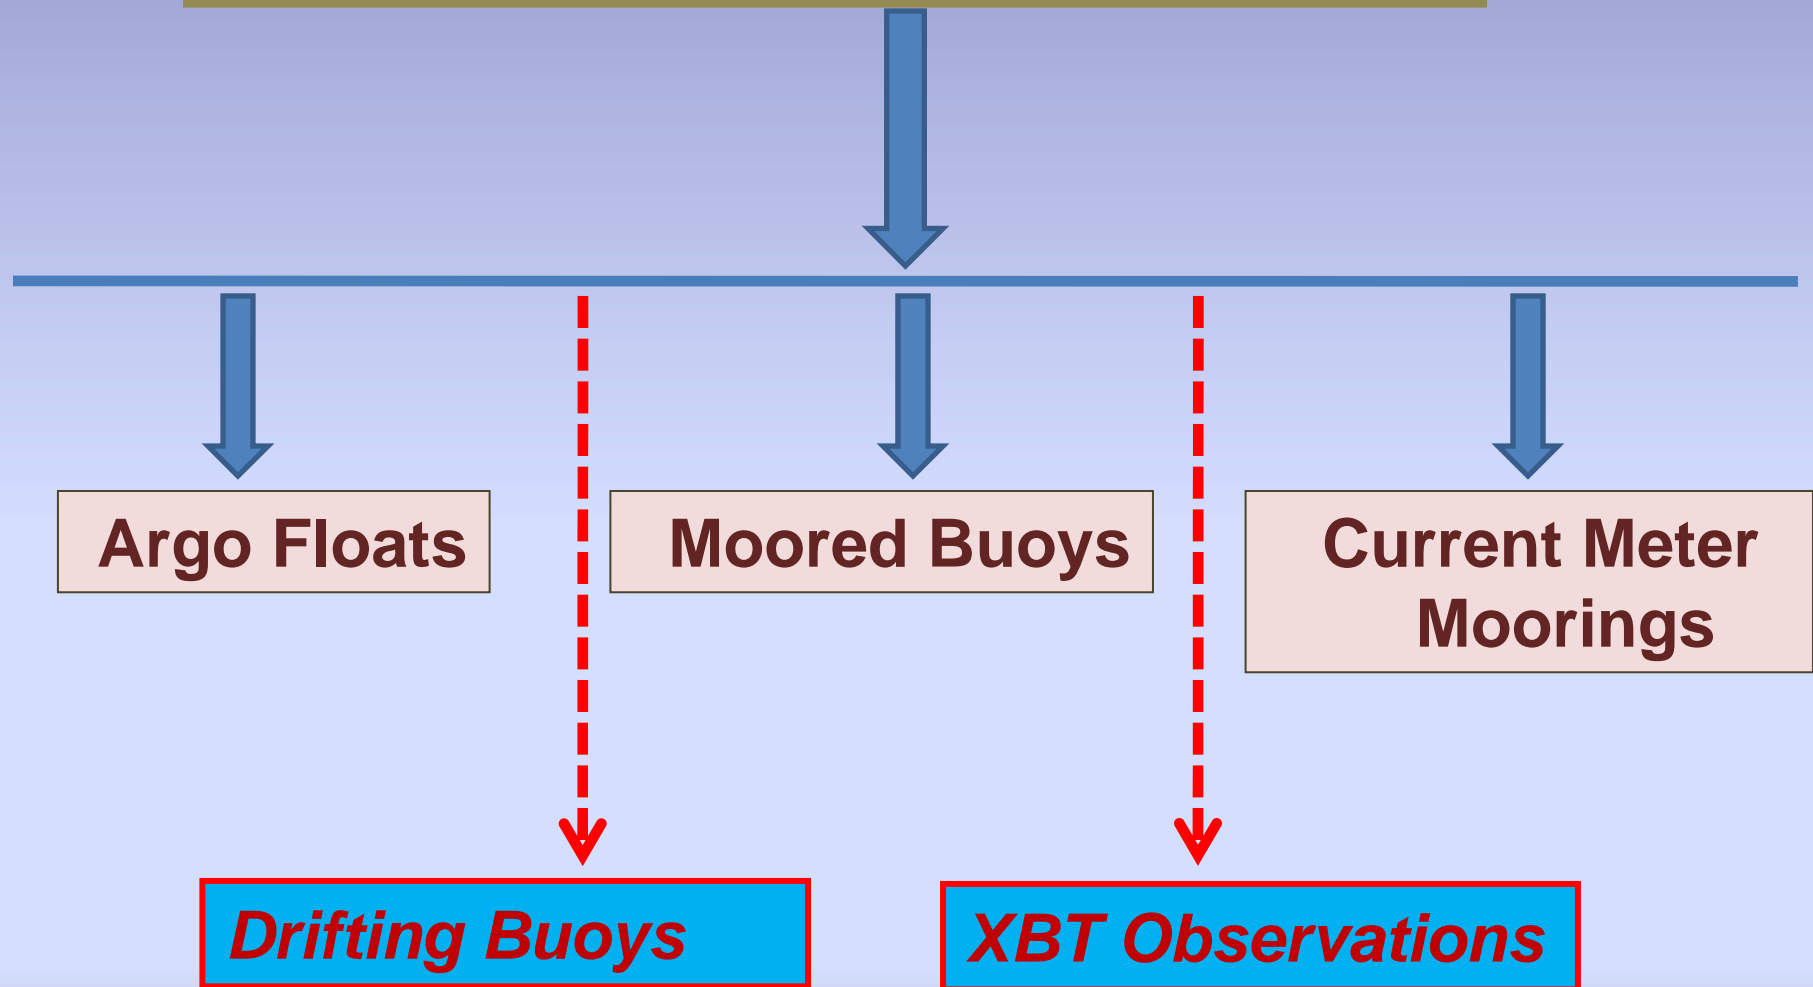 Argo Floats
Moored Buoys
Current Meter
Moorings
Drifting Buoys
XBT Observations